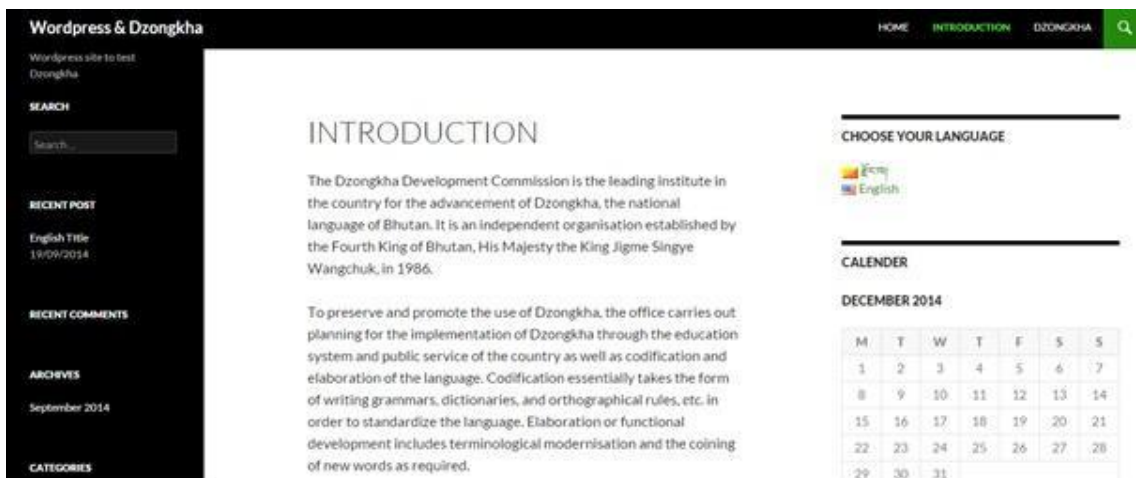 Wordpress & Dzongkha
HOME INTRODUCTION DZONGKHA
Wordpress site to test
Dzongkha
SEARCH
Search...
RECENT POST
English Title
19/09/2014
RECENT COMMENTS
ARCHIVES
September 2014
CATEGORIES
INTRODUCTION
The Dzongkha Development Commission is the leading institute in
the country for the advancement of Dzongkha, the national
language of Bhutan. It is an independent organisation established by
the Fourth King of Bhutan, His Majesty the King Jigme Singye
Wangchuk, in 1986.
To preserve and promote the use of Dzongkha, the office carries out
planning for the implementation of Dzongkha through the education
system and public service of the country as well as codification and
elaboration of the language. Codification essentially takes the form
of writing grammars, dictionaries, and orthographical rules, etc. in
order to standardize the language. Elaboration or functional
development includes terminological modernisation and the coining
of new words as required.
CHOOSE YOUR LANGUAGE
རྫོང་ཁ།
English
CALENDER
DECEMBER 2014
M T W T F S S
1 2 3 4 5 6 7
8 9 10 11 12 13 14
15 16 17 18 19 20 21
22 23 24 25 26 27 28
29 30 31